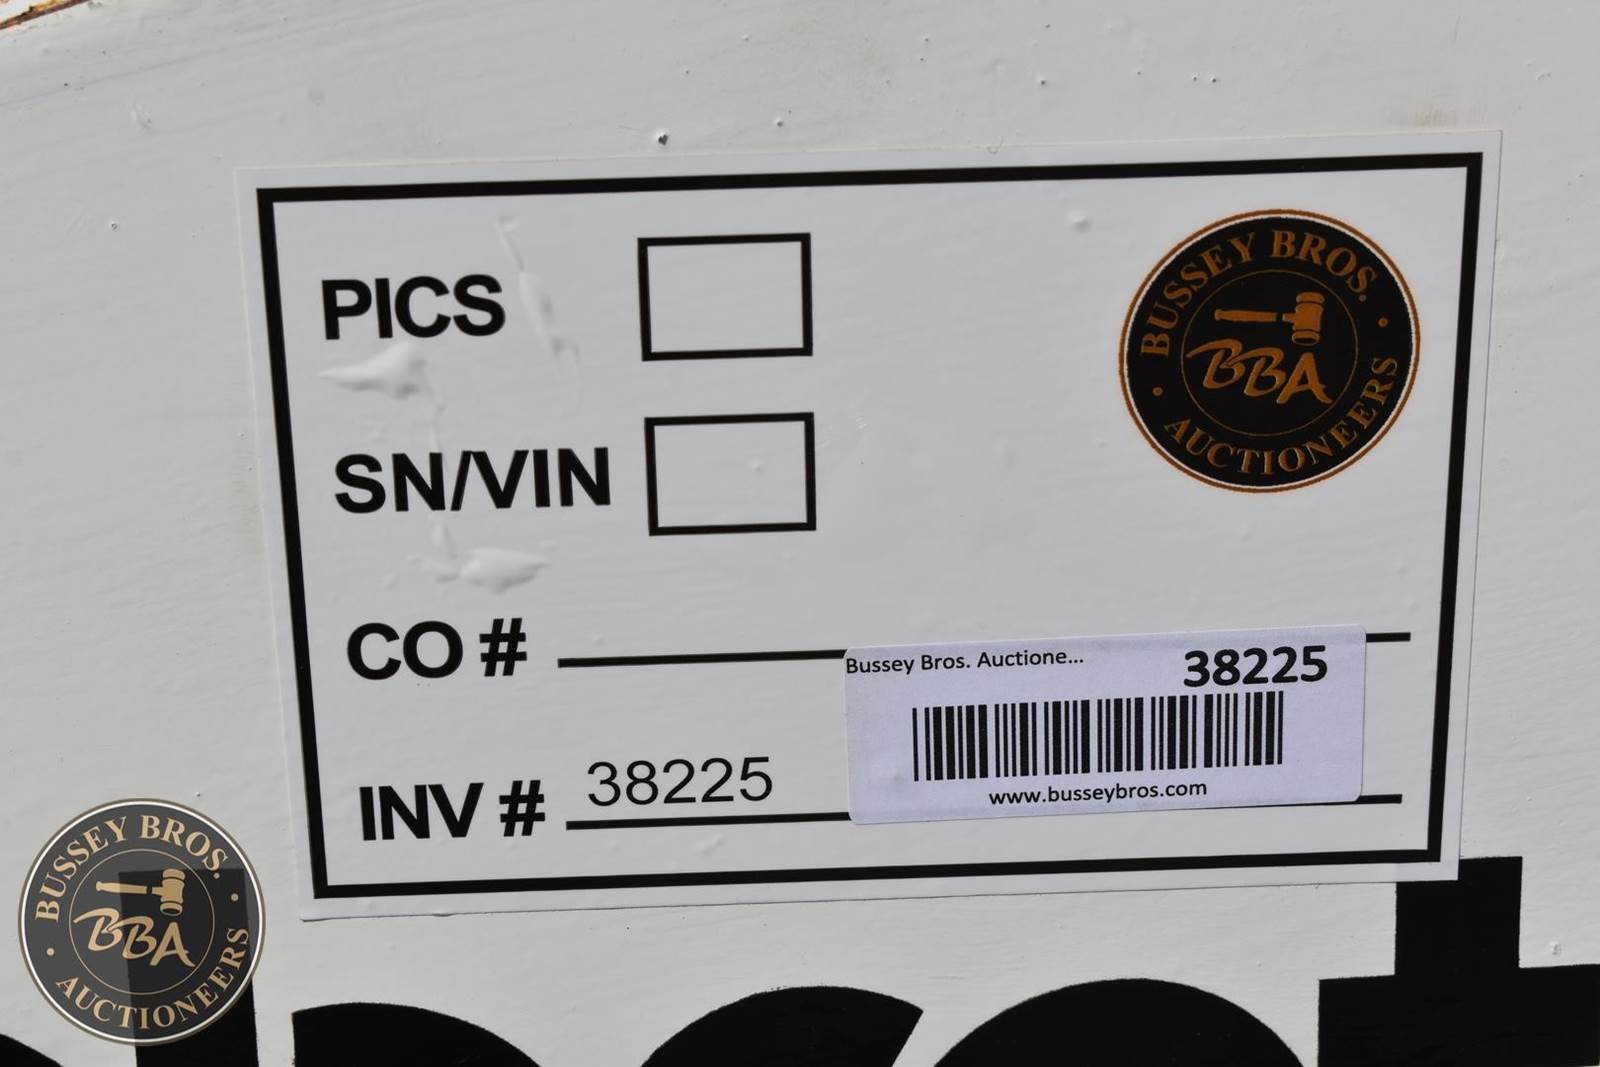 PICS
BUSSEY BROS.
BBA
AUCTIONEERS
SN/VIN
CO #
Bussey Bros. Auctione... 38225
INV # 38225
www.busseybros.com
BUSSEY BROS.
BBA
AUCTIONEERS